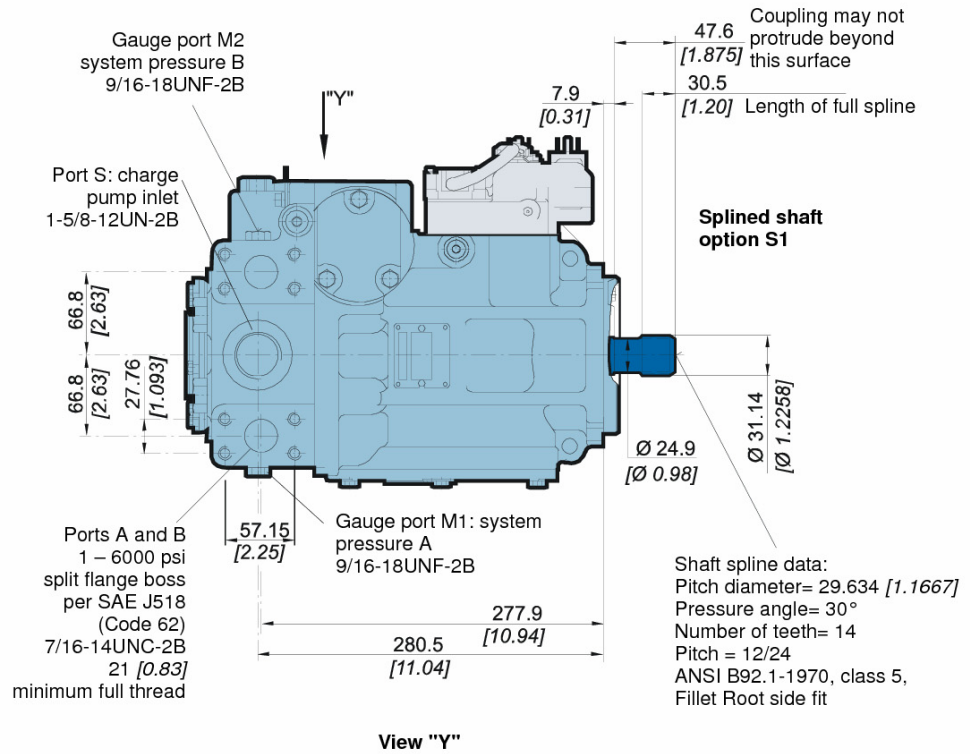 Gauge port M2
system pressure B
9/16-18UNF-2B
"Y"
Port S: charge
pump inlet
1-5/8-12UN-2B
47.6
[1.875]
Coupling may not
protrude beyond
this surface
7.9
[0.31]
30.5
[1.20]
Length of full spline
Splined shaft
option S1
66.8
[2.63]
66.8
[2.63]
27.76
[1.093]
Ø 31.14
[Ø 1.2258]
Ø 24.9
[Ø 0.98]
57.15
[2.25]
Ports A and B
1 – 6000 psi
split flange boss
per SAE J518
(Code 62)
7/16-14UNC-2B
21 [0.83]
minimum full thread
Gauge port M1: system
pressure A
9/16-18UNF-2B
277.9
[10.94]
280.5
[11.04]
Shaft spline data:
Pitch diameter= 29.634 [1.1667]
Pressure angle= 30°
Number of teeth= 14
Pitch = 12/24
ANSI B92.1-1970, class 5,
Fillet Root side fit
View "Y"